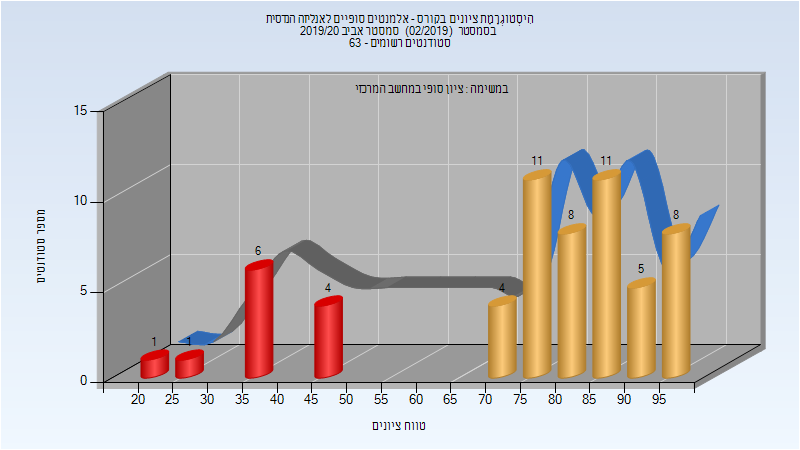 הִיסְטוֹגְרָמַת ציונים בקורס - אלמנטים סופיים לאנליזה הנדסית
בסמסטר (02/2019) סמסטר אביב 2019/20
סטודנטים רשומים - 63
במשימה : ציון סופי במחשב המרכזי
מספר סטודנטים
15
10
5
0
1
1
6
4
4
11
8
11
5
8
20 25 30 35 40 45 50 55 60 65 70 75 80 85 90 95
טווח ציונים